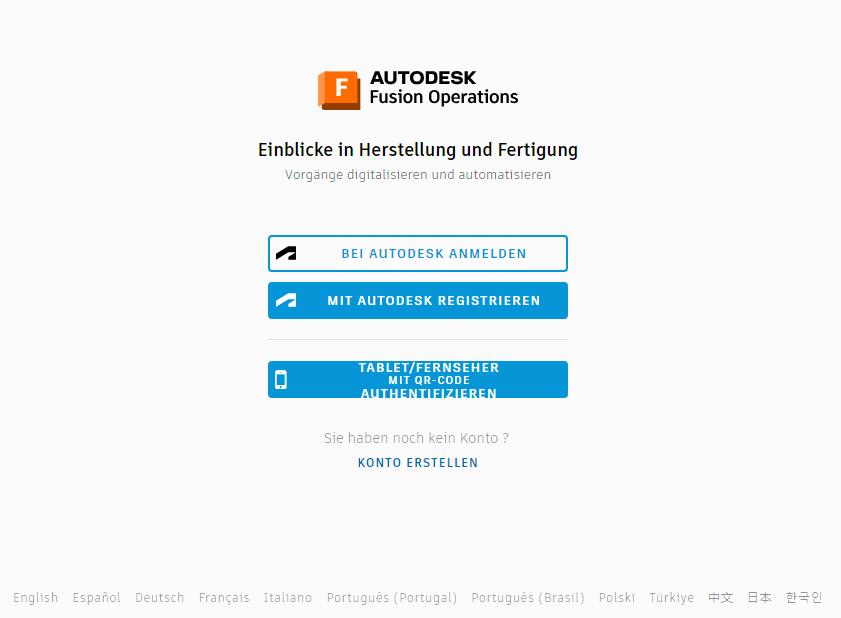 F
AUTODESK
Fusion Operations
Einblicke in Herstellung und Fertigung
Vorgänge digitalisieren und automatisieren
BEI AUTODESK ANMELDEN
MIT AUTODESK REGISTRIEREN
TABLET/FERNSEHER
MIT QR-CODE
AUTHENTIFIZIEREN
Sie haben noch kein Konto ?
KONTO ERSTELLEN
English Español Deutsch Français Italiano Português (Portugal) Português (Brasil) Polski Türkiye 中文 日本 한국인